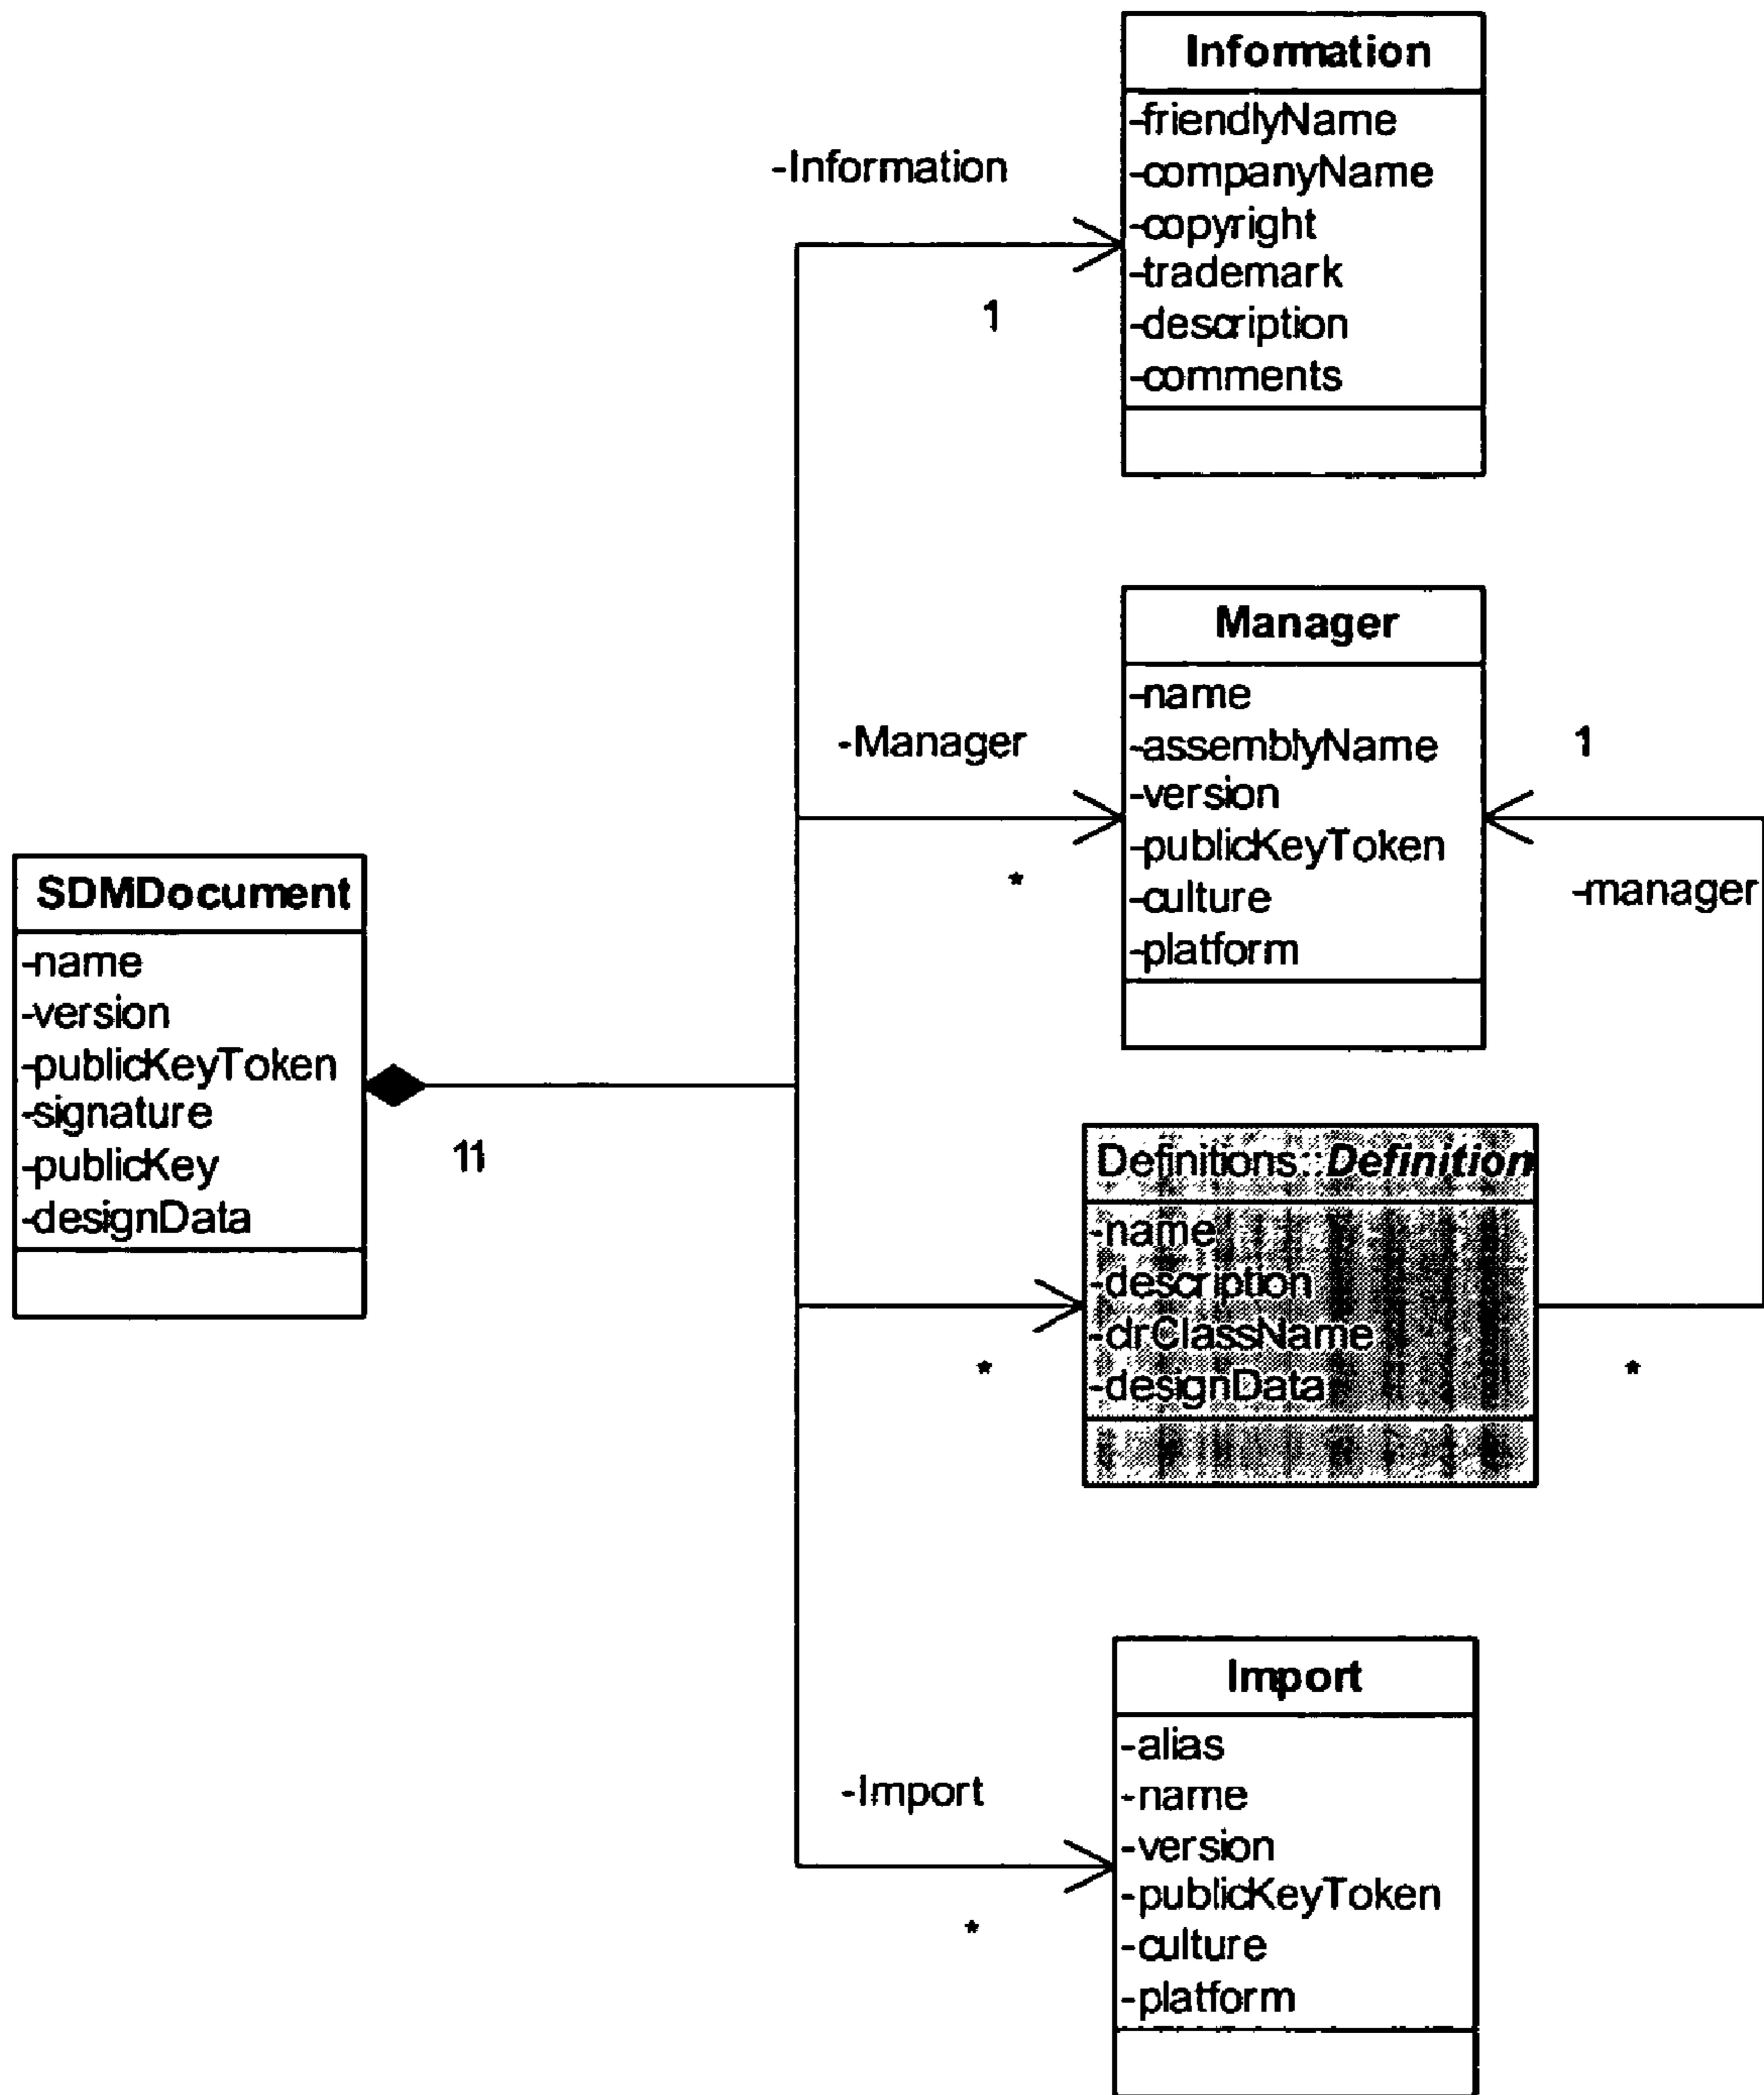 Information
-friendlyName
-companyName
-copyright
-trademark
-description
-comments
-Information
1
Manager
-name
-assemblyName
-version
-publicKeyToken
-culture
-platform
-Manager
*
1
-manager
SDMDocument
-name
-version
-publicKeyToken
-signature
-publicKey
-designData
11
Definitions::Definition
-name
-description
-clrClassName
-designData
*
*
Import
-alias
-name
-version
-publicKeyToken
-culture
-platform
-Import
*